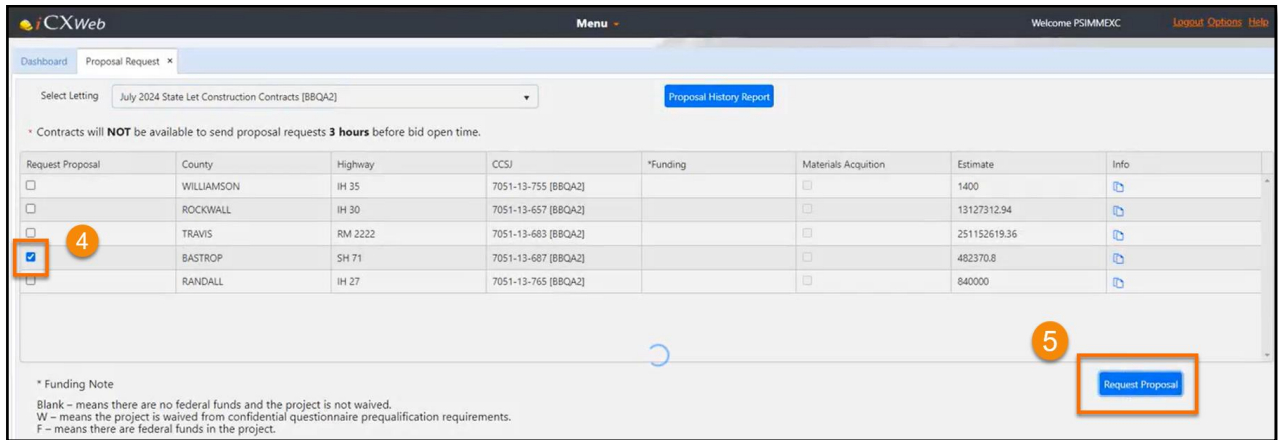 iCXWeb Menu Welcome PSIMMEXC Logout Options Help
Dashboard Proposal Request ×
Select Letting July 2024 State Let Construction Contracts [BBQA2] Proposal History Report
* Contracts will NOT be available to send proposal requests 3 hours before bid open time.
Request Proposal County Highway CCSJ *Funding Materials Acquition Estimate Info
WILLIAMSON IH 35 7051-13-755 [BBQA2] 1400
ROCKWALL IH 30 7051-13-657 [BBQA2] 13127312.94
TRAVIS RM 2222 7051-13-683 [BBQA2] 251152619.36
4
BASTROP SH 71 7051-13-687 [BBQA2] 482370.8
RANDALL IH 27 7051-13-765 [BBQA2] 840000
5
* Funding Note
Request Proposal
Blank – means there are no federal funds and the project is not waived.
W – means the project is waived from confidential questionnaire prequalification requirements.
F – means there are federal funds in the project.